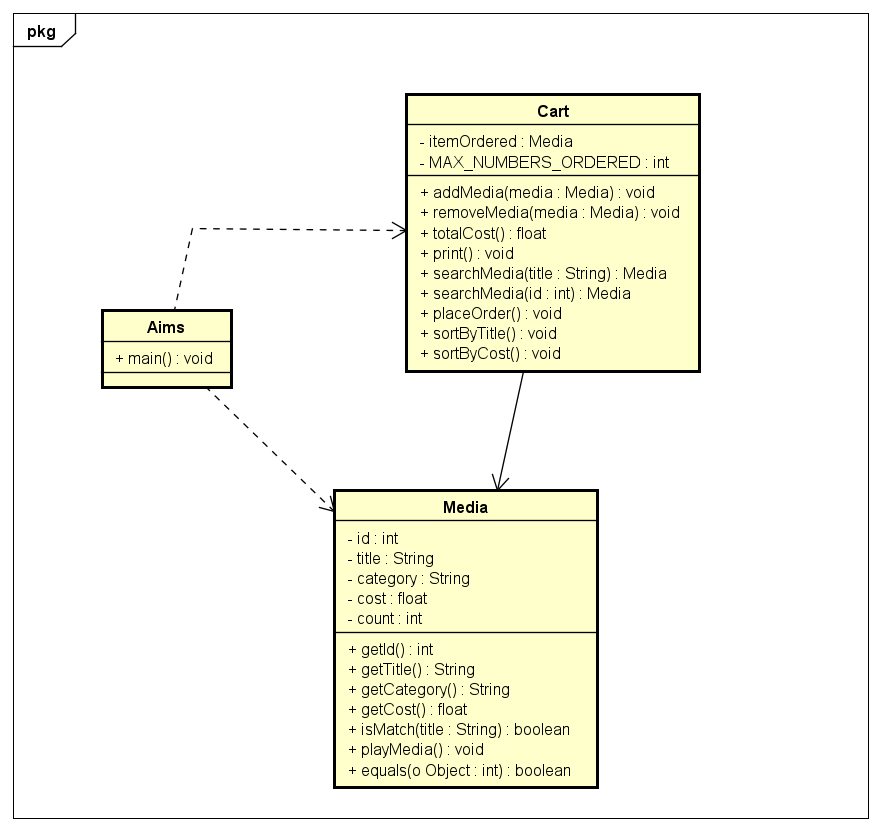 pkg
Cart
- itemOrdered : Media
- MAX_NUMBERS_ORDERED : int
+ addMedia(media : Media) : void
+ removeMedia(media : Media) : void
+ totalCost() : float
+ print() : void
+ searchMedia(title : String) : Media
+ searchMedia(id : int) : Media
+ placeOrder() : void
+ sortByTitle() : void
+ sortByCost() : void
Aims
+ main() : void
Media
- id : int
- title : String
- category : String
- cost : float
- count : int
+ getId() : int
+ getTitle() : String
+ getCategory() : String
+ getCost() : float
+ isMatch(title : String) : boolean
+ playMedia() : void
+ equals(o Object : int) : boolean